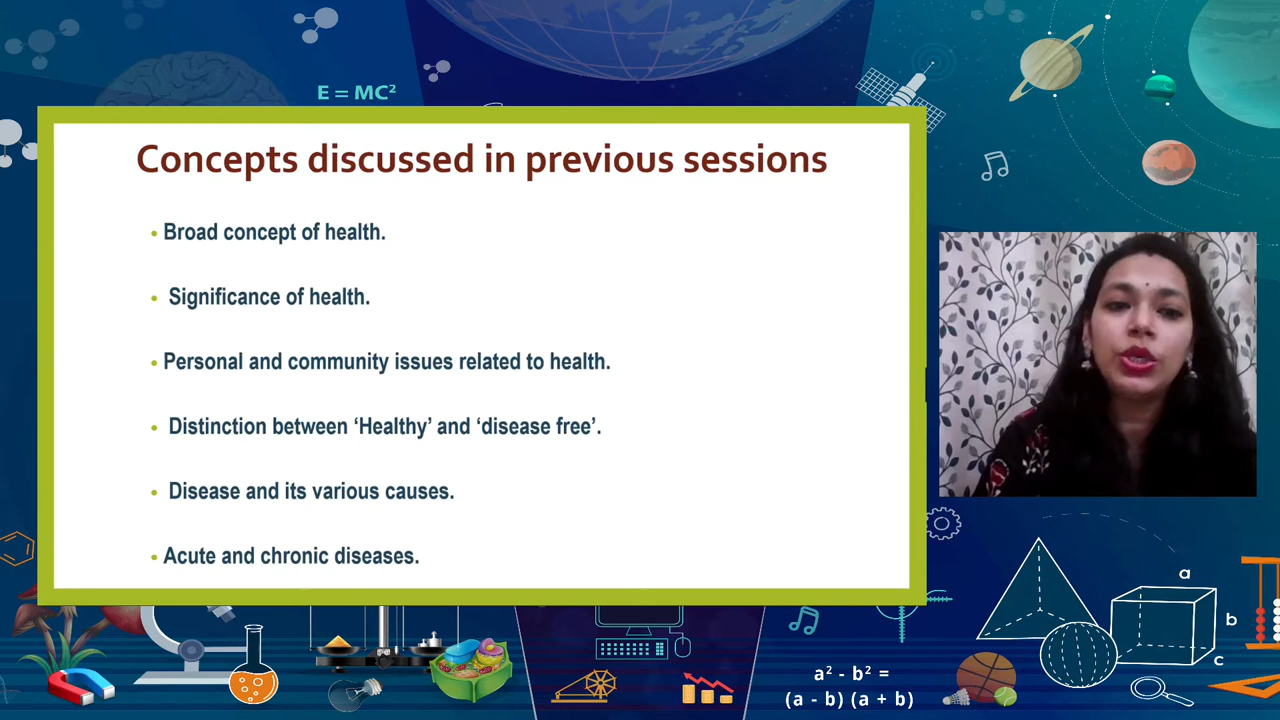 E = MC²
Concepts discussed in previous sessions
• Broad concept of health.
• Significance of health.
• Personal and community issues related to health.
• Distinction between ‘Healthy’ and ‘disease free’.
• Disease and its various causes.
• Acute and chronic diseases.
a
b
c
a² - b² =
(a - b) (a + b)